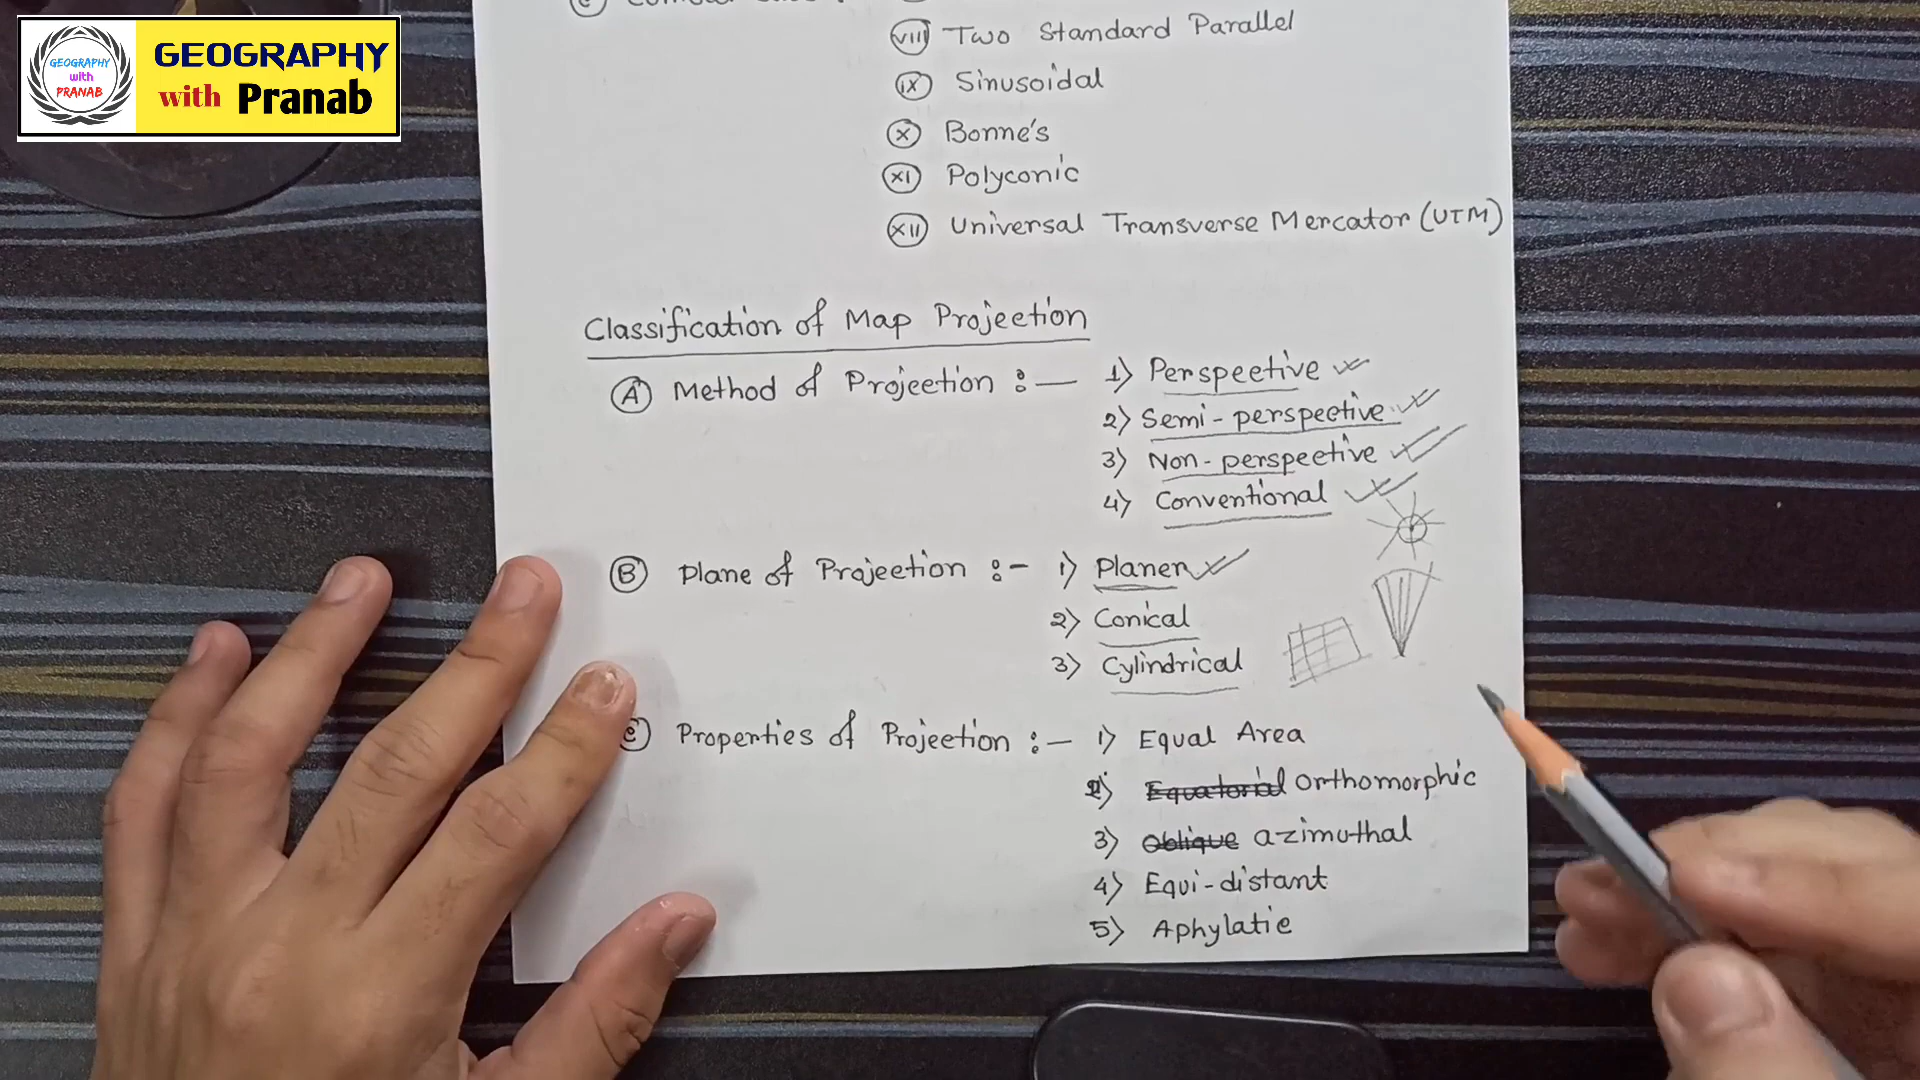 GEOGRAPHY
with
PRANAB
GEOGRAPHY
with Pranab
VIII Two Standard Parallel
ix Sinusoidal
x Bonne's
XI Polyconic
XII Universal Transverse Mercator (UTM)
Classification of Map Projection
A Method of Projection :— 1) Perspective
2) Semi-perspective
3) Non-perspective
4) Conventional
B Plane of Projection :- 1) Planer
2) Conical
3) Cylindrical
C Properties of Projection :— 1) Equal Area
2) Equatorial Orthomorphic
3) Oblique azimuthal
4) Equi-distant
5) Aphylatic